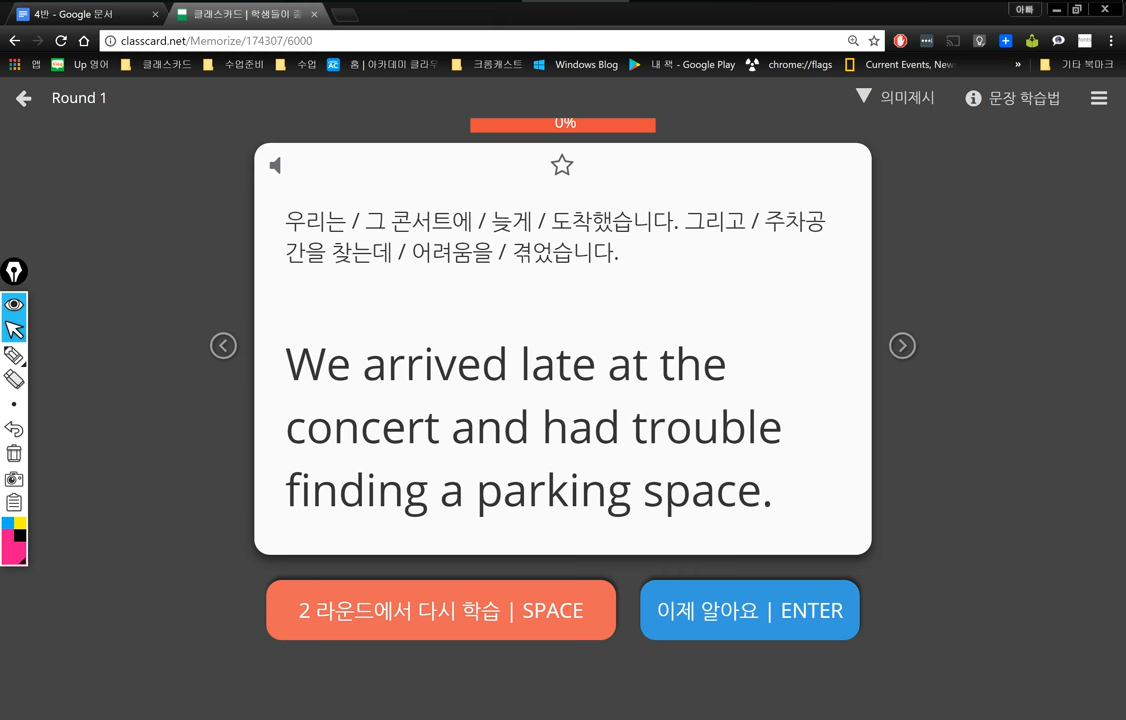 4반 - Google 문서
클래스카드 | 학생들이 즐
아빠
classcard.net/Memorize/174307/6000
앱 Up 영어 클래스카드 수업준비 수업 홈 | 아카데미 클라우 크롬캐스트 Windows Blog 내 책 - Google Play chrome://flags Current Events, New » 기타 북마크
Round 1
의미제시 문장 학습법
0%
우리는 / 그 콘서트에 / 늦게 / 도착했습니다. 그리고 / 주차공
간을 찾는데 / 어려움을 / 겪었습니다.
We arrived late at the
concert and had trouble
finding a parking space.
2 라운드에서 다시 학습 | SPACE
이제 알아요 | ENTER